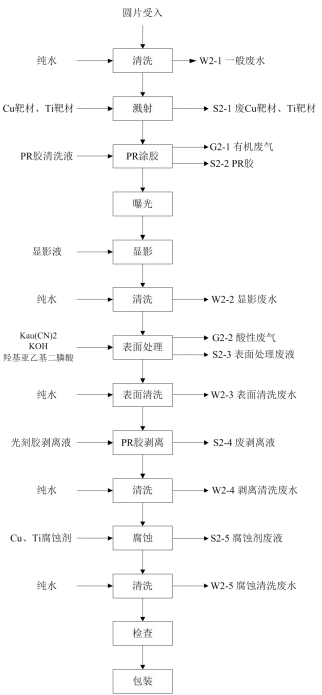 圆片受入
纯水
清洗
W2-1 一般废水
Cu靶材、Ti靶材
溅射
S2-1 废Cu靶材、Ti靶材
PR胶清洗液
PR涂胶
G2-1 有机废气
S2-2 PR胶
曝光
显影液
显影
纯水
清洗
W2-2 显影废水
Kau(CN)2
KOH
羟基亚乙基二膦酸
表面处理
G2-2 酸性废气
S2-3 表面处理废液
纯水
表面清洗
W2-3 表面清洗废水
光刻胶剥离液
PR胶剥离
S2-4 废剥离液
纯水
清洗
W2-4 剥离清洗废水
Cu、Ti腐蚀剂
腐蚀
S2-5 腐蚀剂废液
纯水
清洗
W2-5 腐蚀清洗废水
检查
包装